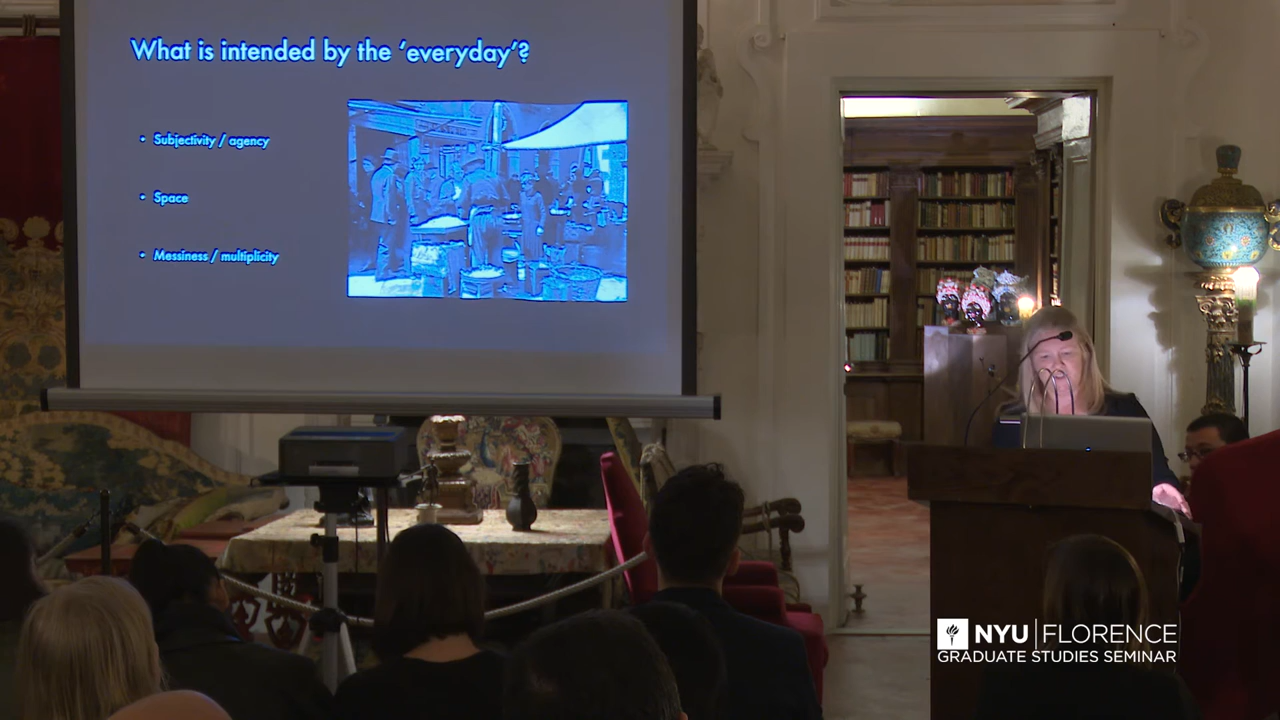 What is intended by the 'everyday'?
• Subjectivity / agency
• Space
• Messiness / multiplicity
NYU FLORENCE
GRADUATE STUDIES SEMINAR